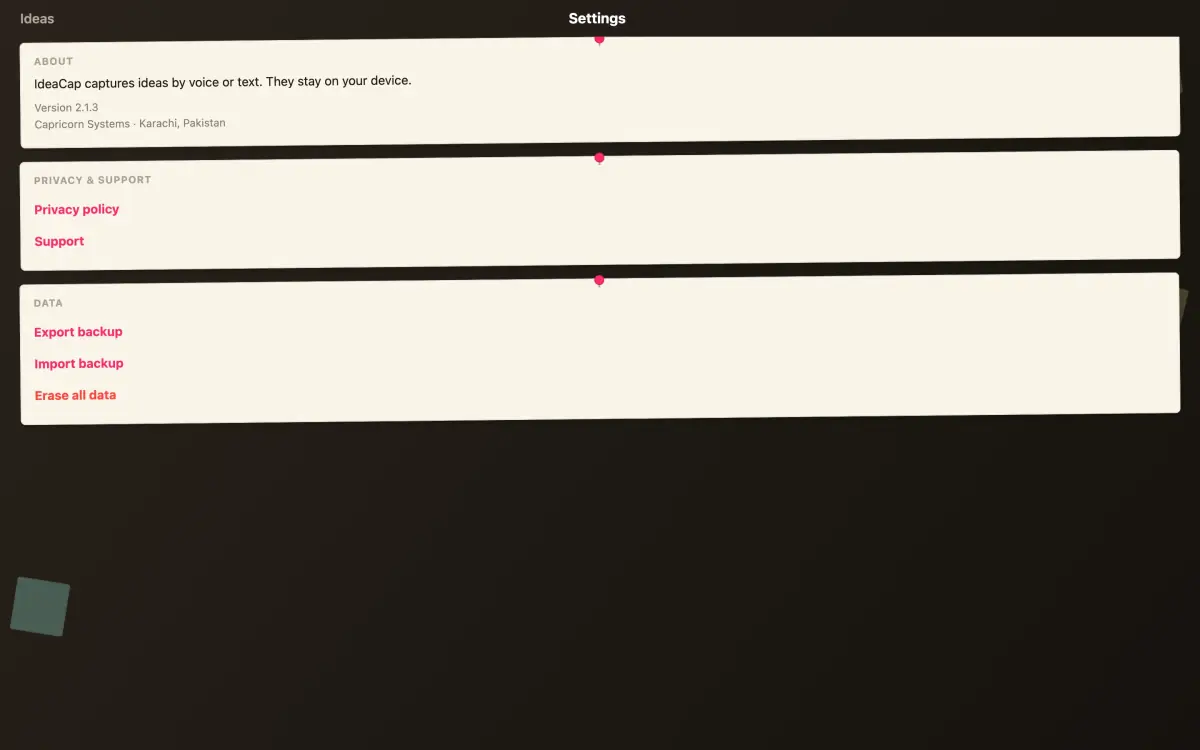 Ideas
Settings
ABOUT
IdeaCap captures ideas by voice or text. They stay on your device.
Version 2.1.3
Capricorn Systems · Karachi, Pakistan
PRIVACY & SUPPORT
Privacy policy
Support
DATA
Export backup
Import backup
Erase all data